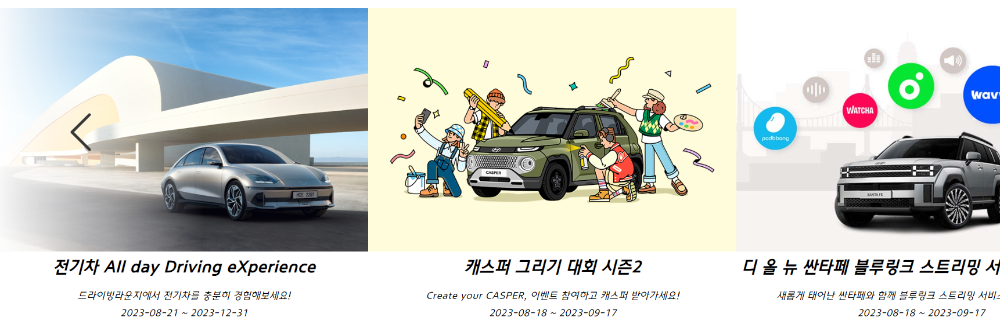 HCE 2207
전기차 All day Driving eXperience
드라이빙라운지에서 전기차를 충분히 경험해보세요!
2023-08-21 ~ 2023-12-31
CASPER
캐스퍼 그리기 대회 시즌2
Create your CASPER, 이벤트 참여하고 캐스퍼 받아가세요!
2023-08-18 ~ 2023-09-17
podbbang
WATCHA
wavv
SANTA FE
디 올 뉴 싼타페 블루링크 스트리밍 서
새롭게 태어난 싼타페와 함께 블루링크 스트리밍 서비스
2023-08-18 ~ 2023-09-17